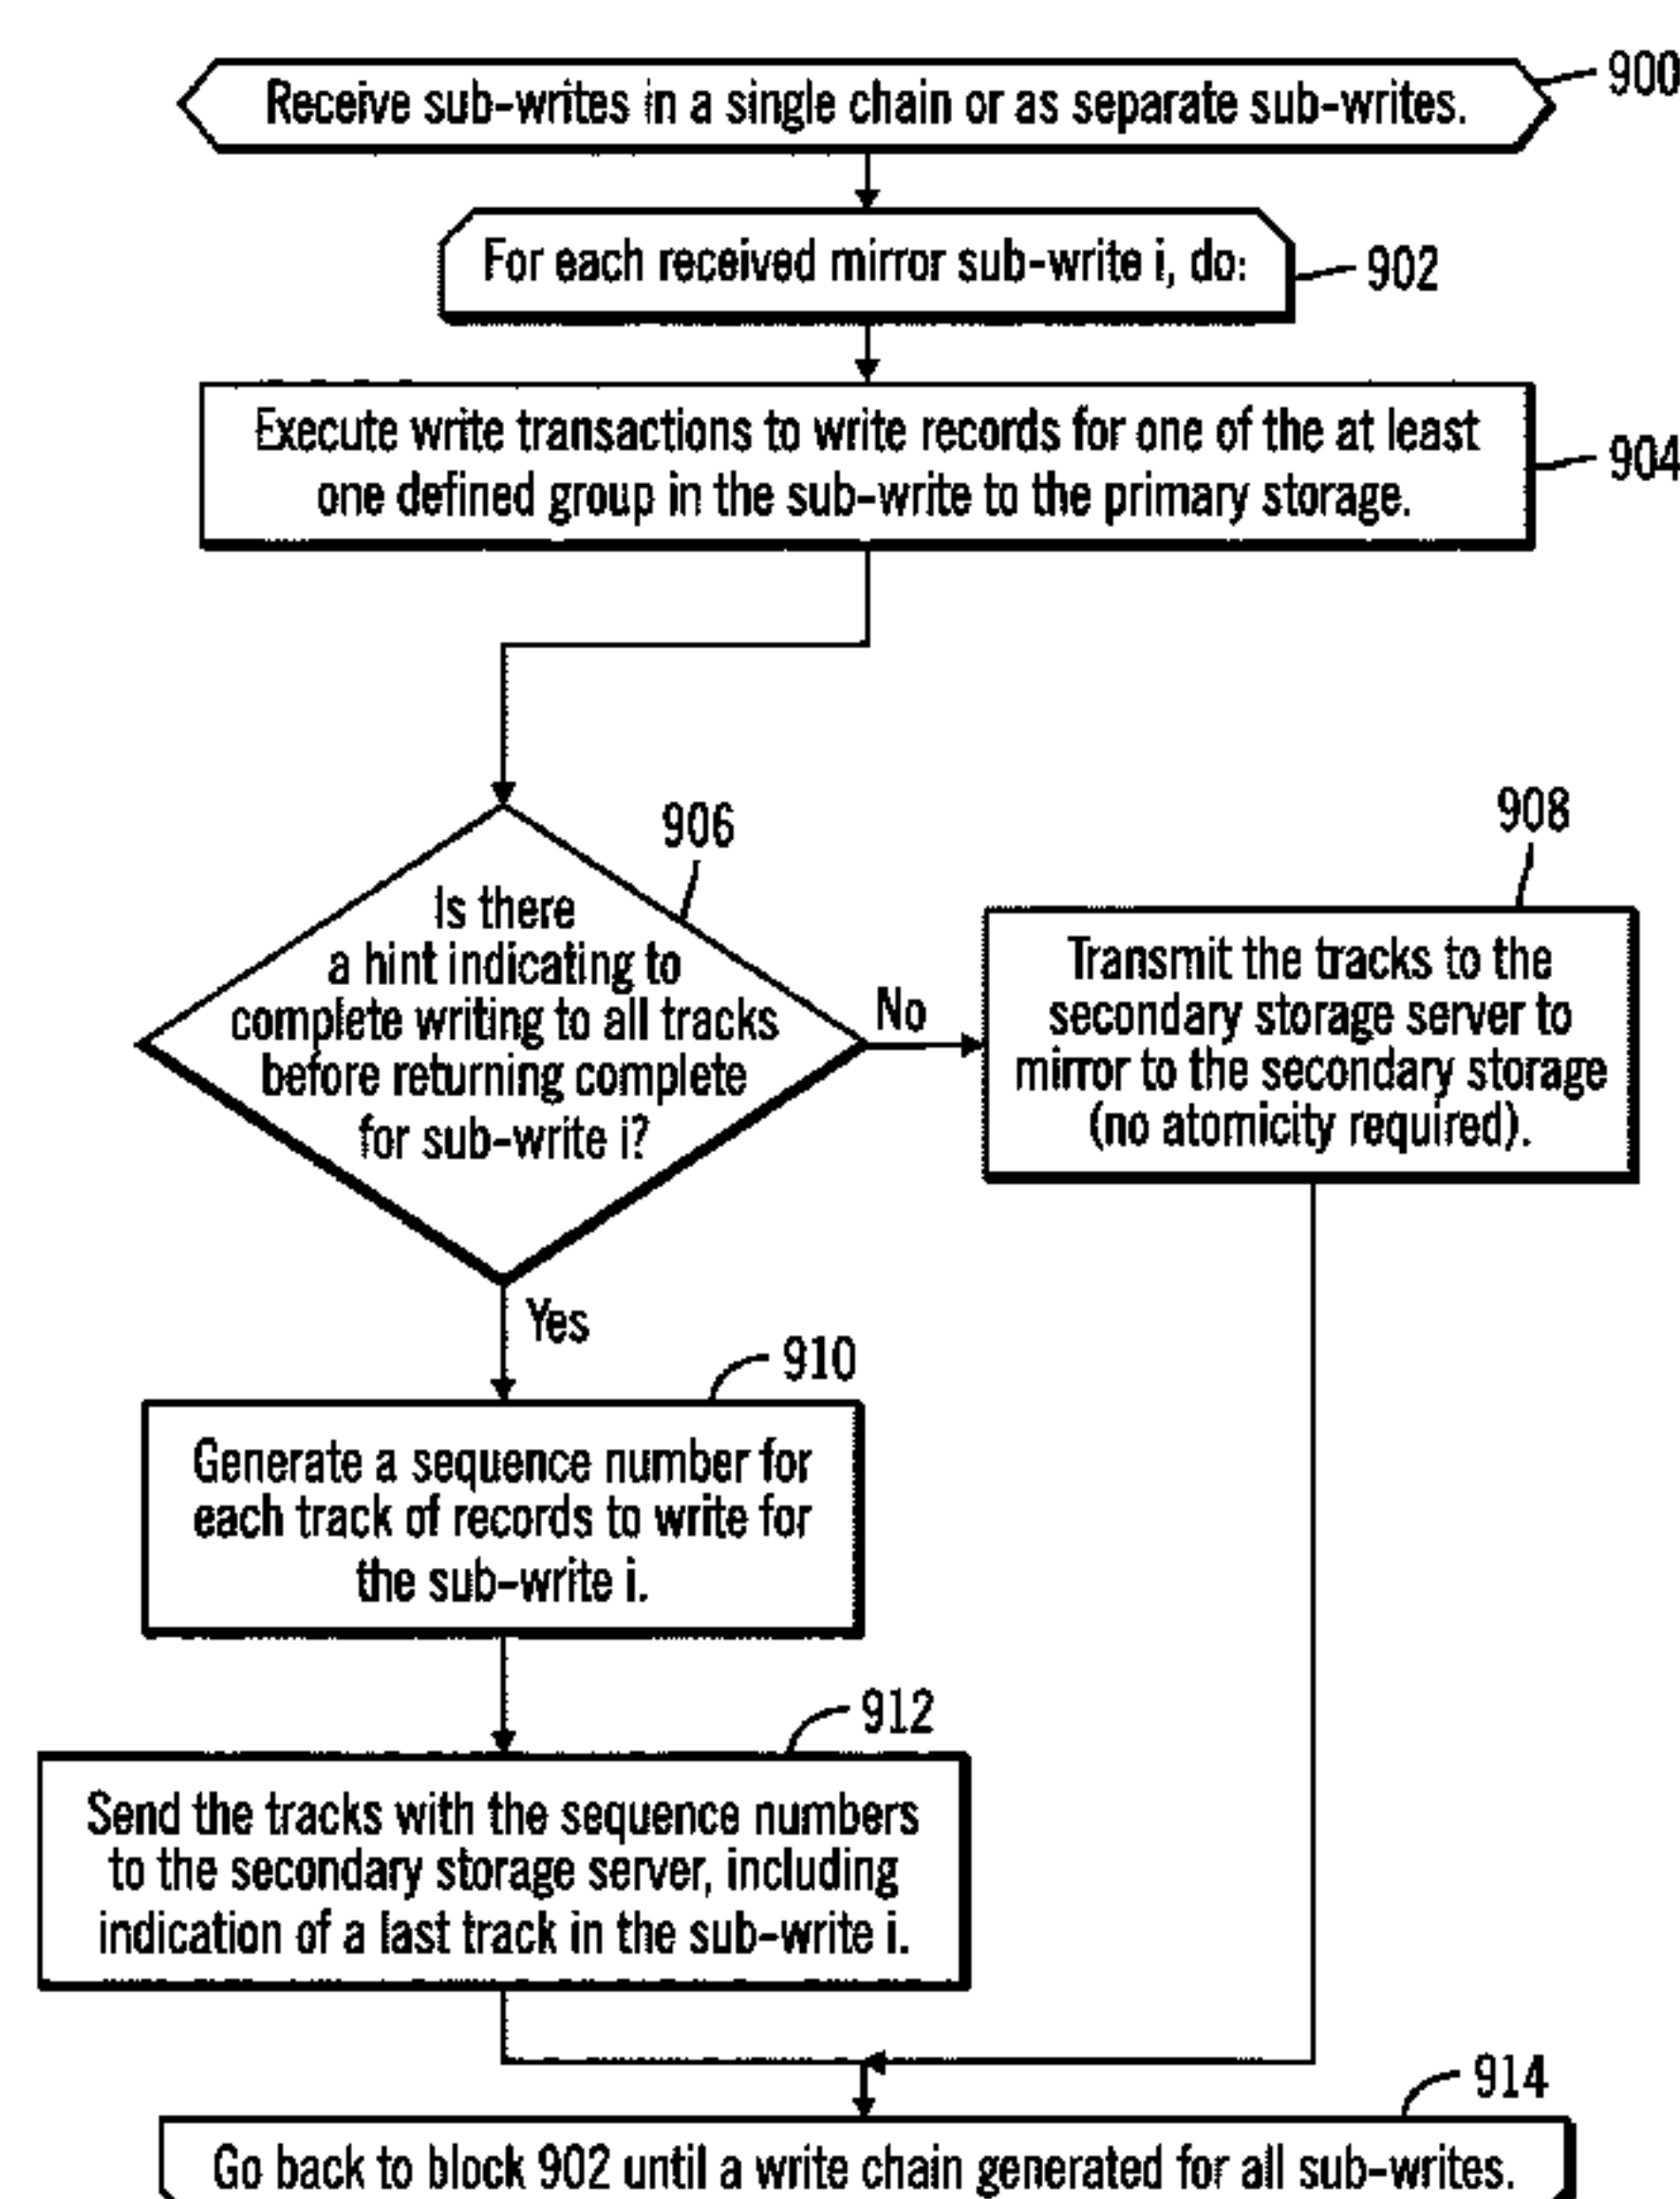 Receive sub-writes in a single chain or as separate sub-writes.
900
For each received mirror sub-write i, do:
902
Execute write transactions to write records for one of the at least
one defined group in the sub-write to the primary storage.
904
906
Is there
a hint indicating to
complete writing to all tracks
before returning complete
for sub-write i?
No
908
Transmit the tracks to the
secondary storage server to
mirror to the secondary storage
(no atomicity required).
Yes
910
Generate a sequence number for
each track of records to write for
the sub-write i.
912
Send the tracks with the sequence numbers
to the secondary storage server, including
indication of a last track in the sub-write i.
914
Go back to block 902 until a write chain generated for all sub-writes.